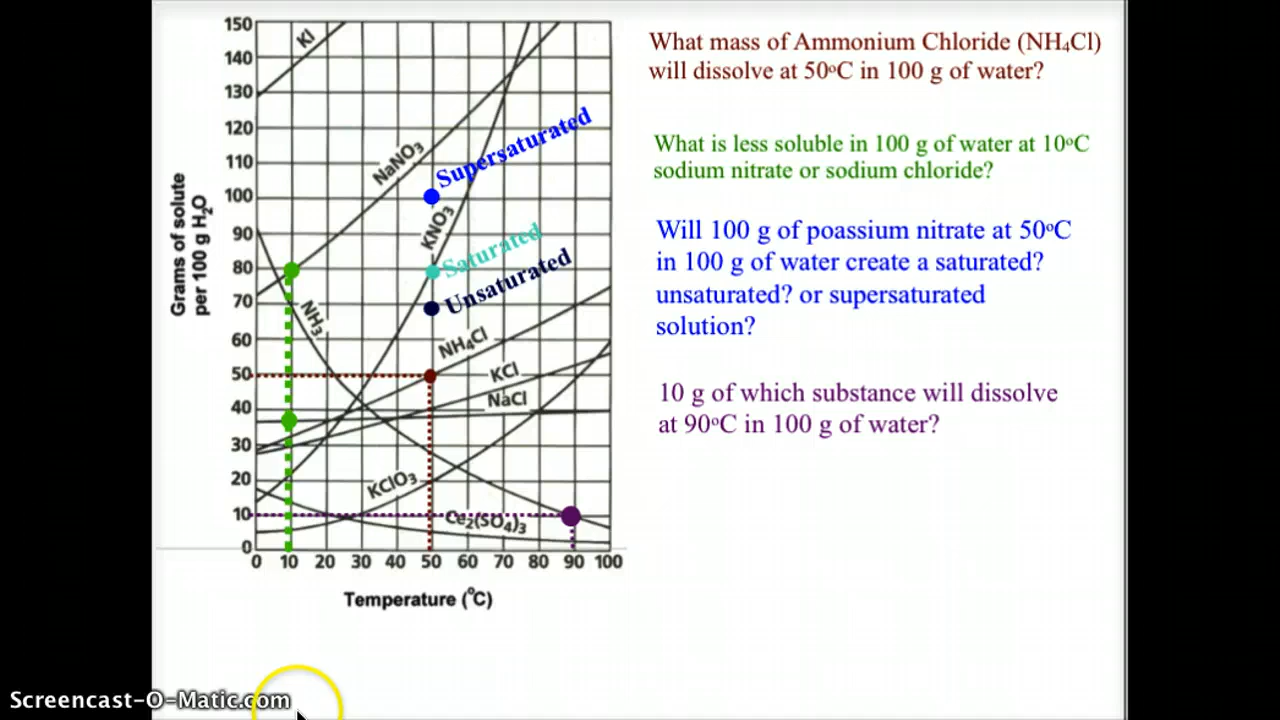 What mass of Ammonium Chloride (NH₄Cl)
will dissolve at 50ºC in 100 g of water?
What is less soluble in 100 g of water at 10ºC
sodium nitrate or sodium chloride?
Will 100 g of poassium nitrate at 50ºC
in 100 g of water create a saturated?
unsaturated? or supersaturated
solution?
10 g of which substance will dissolve
at 90ºC in 100 g of water?
Grams of solute
per 100 g H₂O
150
140
130
120
110
100
90
80
70
60
50
40
30
20
10
0
KI
NaNO₃
Supersaturated
KNO₃
Saturated
Unsaturated
NH₃
NH₄Cl
KCl
NaCl
KClO₃
Ce₂(SO₄)₃
0 10 20 30 40 50 60 70 80 90 100
Temperature (°C)
Screencast-O-Matic.com